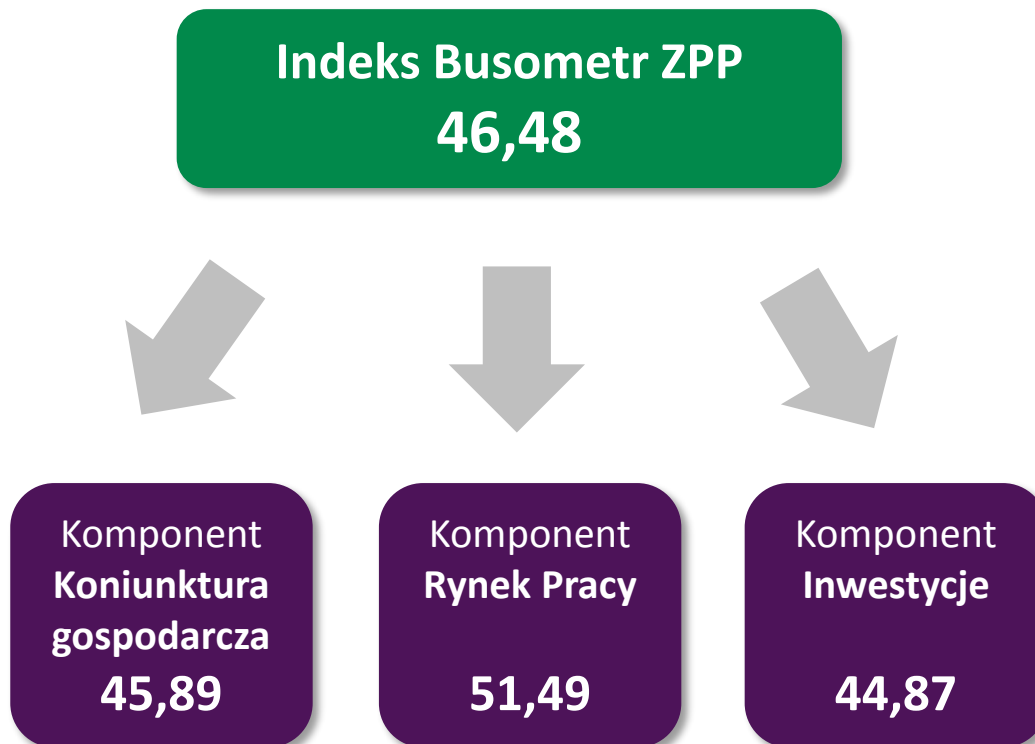 Indeks Busometr ZPP
46,48
Komponent
Koniunktura
gospodarcza
45,89
Komponent
Rynek Pracy
51,49
Komponent
Inwestycje
44,87